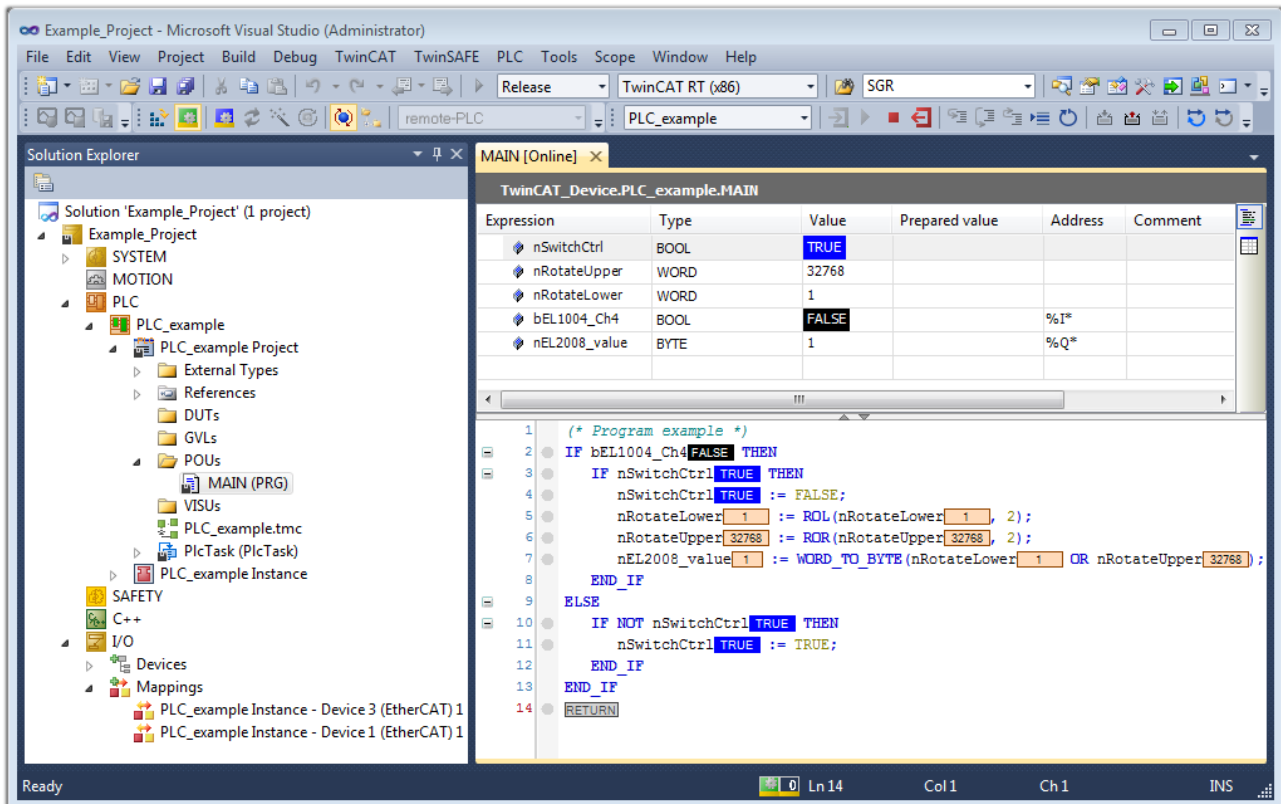 Example_Project - Microsoft Visual Studio (Administrator)
File Edit View Project Build Debug TwinCAT TwinSAFE PLC Tools Scope Window Help
Release TwinCAT RT (x86) SGR
remote-PLC PLC_example
Solution Explorer
Solution 'Example_Project' (1 project)
Example_Project
SYSTEM
MOTION
PLC
PLC_example
PLC_example Project
External Types
References
DUTs
GVLs
POUs
MAIN (PRG)
VISUs
PLC_example.tmc
PlcTask (PlcTask)
PLC_example Instance
SAFETY
C++
I/O
Devices
Mappings
PLC_example Instance - Device 3 (EtherCAT) 1
PLC_example Instance - Device 1 (EtherCAT) 1
MAIN [Online]
TwinCAT_Device.PLC_example.MAIN
Expression Type Value Prepared value Address Comment
nSwitchCtrl BOOL TRUE
nRotateUpper WORD 32768
nRotateLower WORD 1
bEL1004_Ch4 BOOL FALSE %I*
nEL2008_value BYTE 1 %Q*
1 (* Program example *)
2 IF bEL1004_Ch4 FALSE THEN
3 IF nSwitchCtrl TRUE THEN
4 nSwitchCtrl TRUE := FALSE;
5 nRotateLower 1 := ROL(nRotateLower 1 , 2);
6 nRotateUpper 32768 := ROR(nRotateUpper 32768 , 2);
7 nEL2008_value 1 := WORD_TO_BYTE(nRotateLower 1 OR nRotateUpper 32768 );
8 END_IF
9 ELSE
10 IF NOT nSwitchCtrl TRUE THEN
11 nSwitchCtrl TRUE := TRUE;
12 END_IF
13 END_IF
14 RETURN
Ready 0 Ln 14 Col 1 Ch 1 INS